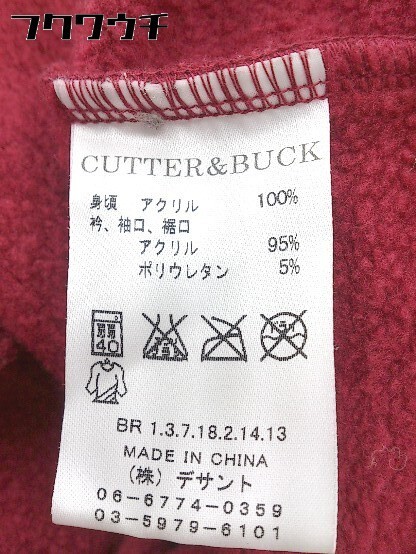 フクワウチ
CUTTER&BUCK
身頃 アクリル 100%
衿、袖口、裾口
アクリル 95%
ポリウレタン 5%
弱 40
BR 1.3.7.18.2.14.13
MADE IN CHINA
(株) デサント
06-6774-0359
03-5979-6101